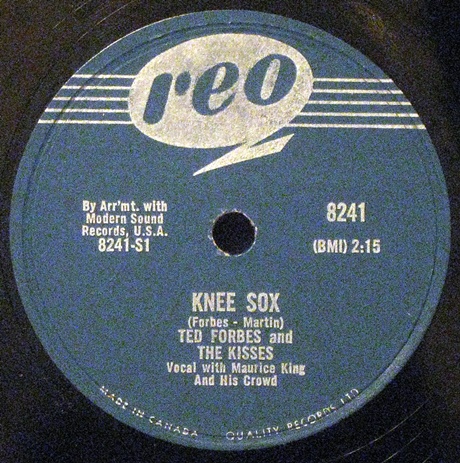 reo
By Arr'mt. with
Modern Sound
Records, U.S.A.
8241-S1
8241
(BMI) 2:15
KNEE SOX
(Forbes - Martin)
TED FORBES and
THE KISSES
Vocal with Maurice King
And His Crowd
MADE IN CANADA QUALITY RECORDS LTD